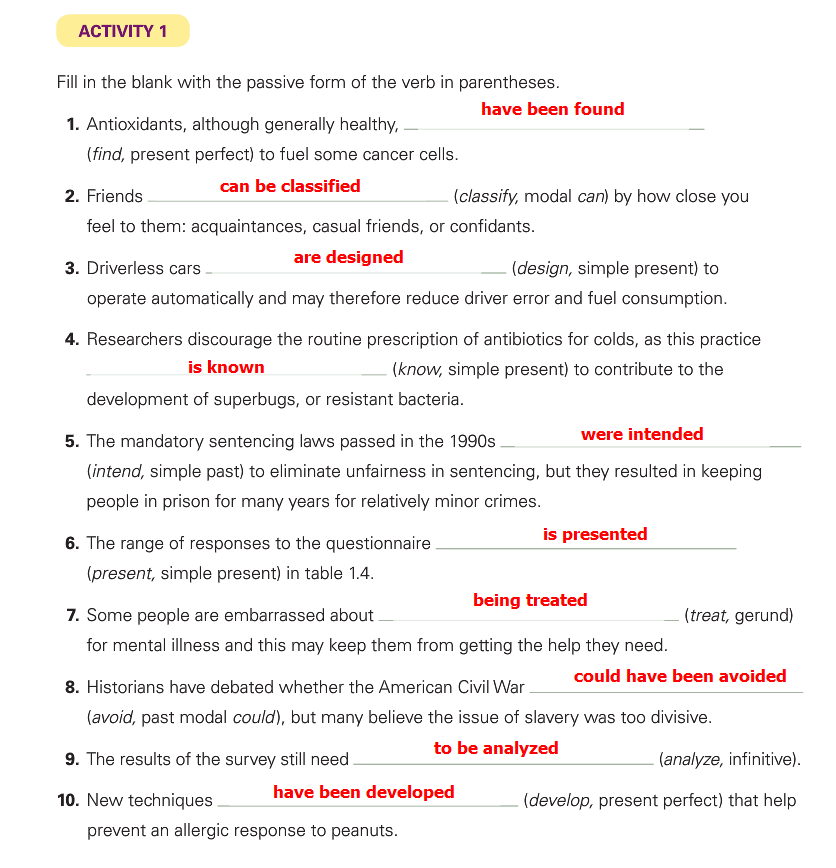 ACTIVITY 1
Fill in the blank with the passive form of the verb in parentheses.
1. Antioxidants, although generally healthy, have been found
(find, present perfect) to fuel some cancer cells.
2. Friends can be classified (classify, modal can) by how close you
feel to them: acquaintances, casual friends, or confidants.
3. Driverless cars are designed (design, simple present) to
operate automatically and may therefore reduce driver error and fuel consumption.
4. Researchers discourage the routine prescription of antibiotics for colds, as this practice
is known (know, simple present) to contribute to the
development of superbugs, or resistant bacteria.
5. The mandatory sentencing laws passed in the 1990s were intended
(intend, simple past) to eliminate unfairness in sentencing, but they resulted in keeping
people in prison for many years for relatively minor crimes.
6. The range of responses to the questionnaire is presented
(present, simple present) in table 1.4.
7. Some people are embarrassed about being treated (treat, gerund)
for mental illness and this may keep them from getting the help they need.
8. Historians have debated whether the American Civil War could have been avoided
(avoid, past modal could), but many believe the issue of slavery was too divisive.
9. The results of the survey still need to be analyzed (analyze, infinitive).
10. New techniques have been developed (develop, present perfect) that help
prevent an allergic response to peanuts.